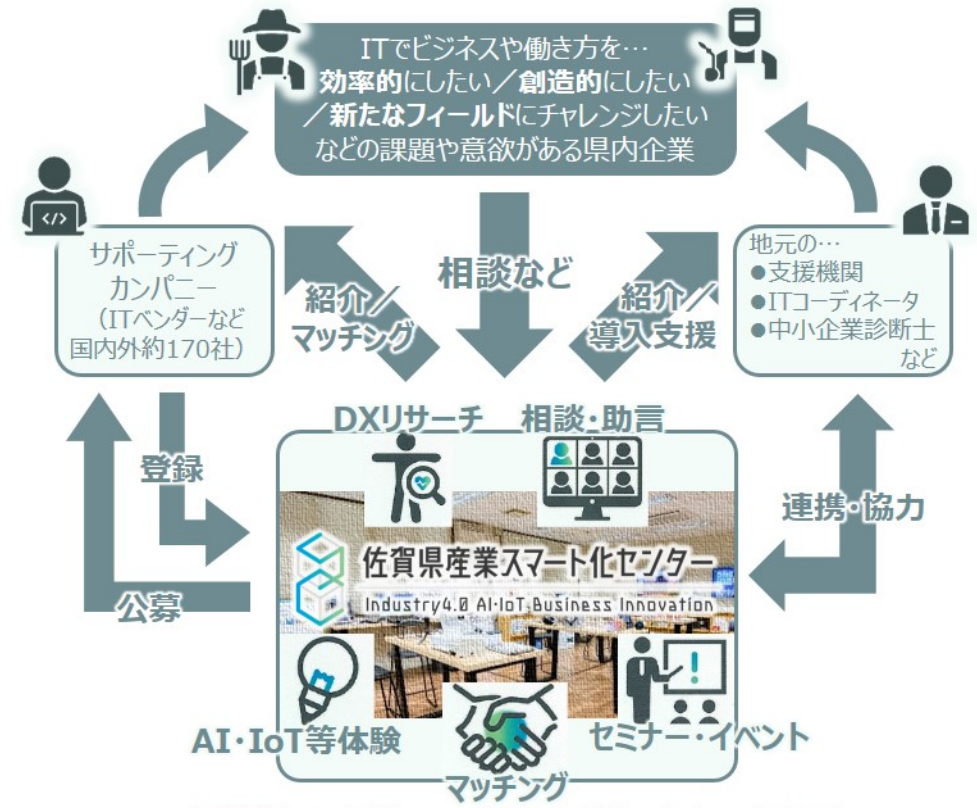 ITでビジネスや働き方を…
効率的にしたい／創造的にしたい
／新たなフィールドにチャレンジしたい
などの課題や意欲がある県内企業
</>
サポーティング
カンパニー
（ITベンダーなど
国内外約170社）
紹介／
マッチング
相談など
紹介／
導入支援
地元の…
●支援機関
●ITコーディネータ
●中小企業診断士
など
登録
公募
連携・協力
DXリサーチ
相談・助言
佐賀県産業スマート化センター
Industry4.0 AI・IoT Business Innovation
AI・IoT等体験
マッチング
セミナー・イベント